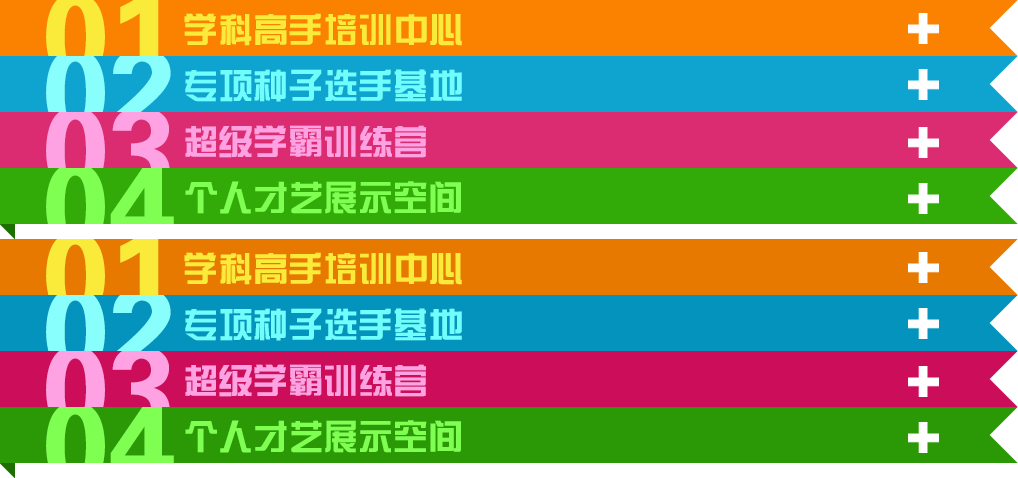 01 学科高手培训中心 +
02 专项种子选手基地 +
03 超级学霸训练营 +
04 个人才艺展示空间 +
01 学科高手培训中心 +
02 专项种子选手基地 +
03 超级学霸训练营 +
04 个人才艺展示空间 +